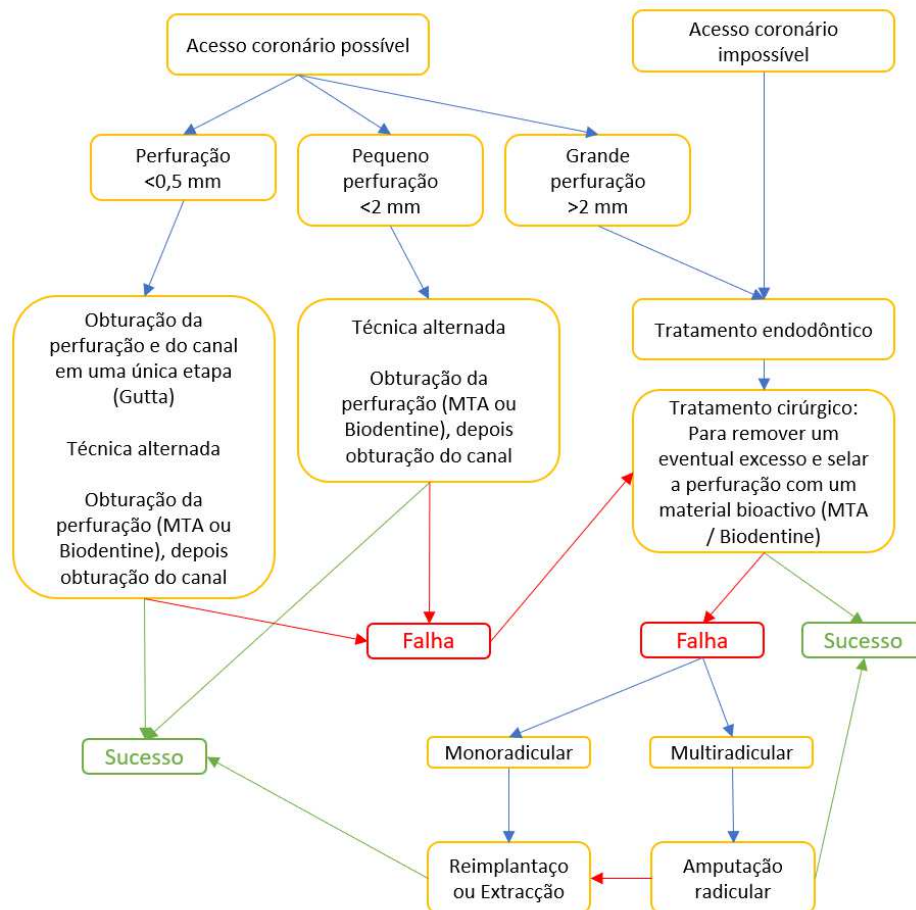 Acesso coronário possível
Acesso coronário
impossível
Perfuração
<0,5 mm
Pequeno
perfuração
<2 mm
Grande
perfuração
>2 mm
Obturação da
perfuração e do canal
em uma única etapa
(Gutta)
Técnica alternada
Obturação da
perfuração (MTA ou
Biodentine), depois
obturação do canal
Técnica alternada
Obturação da
perfuração (MTA ou
Biodentine), depois
obturação do canal
Tratamento endodôntico
Tratamento cirúrgico:
Para remover um
eventual excesso e selar
a perfuração com um
material bioactivo (MTA
/ Biodentine)
Falha
Falha
Sucesso
Sucesso
Monoradicular
Multiradicular
Reimplantaço
ou Extracção
Amputação
radicular